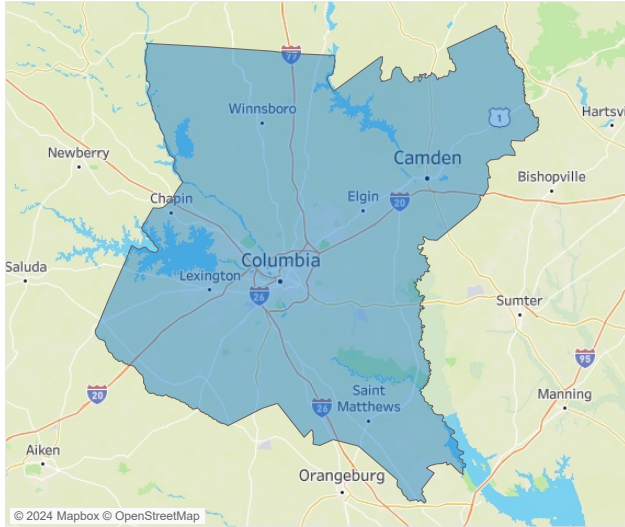 77
Winnsboro
1
Hartsvi
Newberry
Camden
Bishopville
Chapin
Elgin
20
Columbia
Saluda
Lexington
26
Sumter
95
20
26
Saint
Matthews
Manning
Aiken
Orangeburg
© 2024 Mapbox © OpenStreetMap